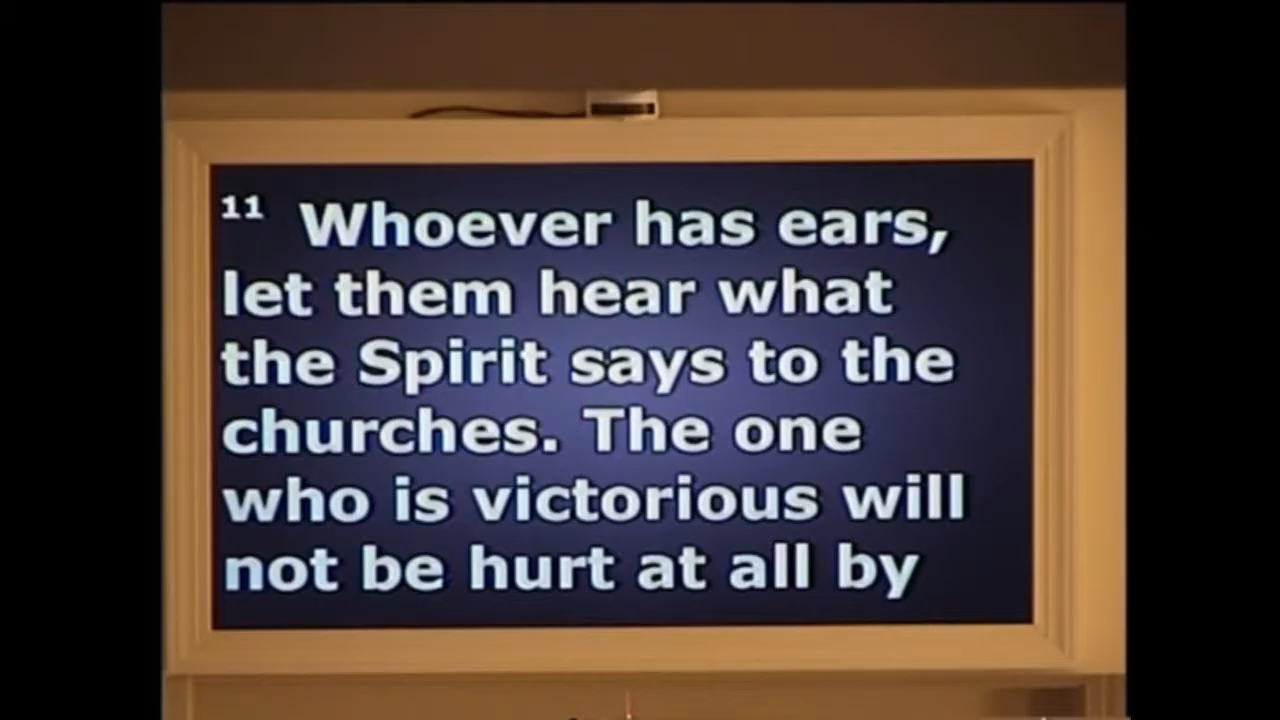 11 Whoever has ears,
let them hear what
the Spirit says to the
churches. The one
who is victorious will
not be hurt at all by